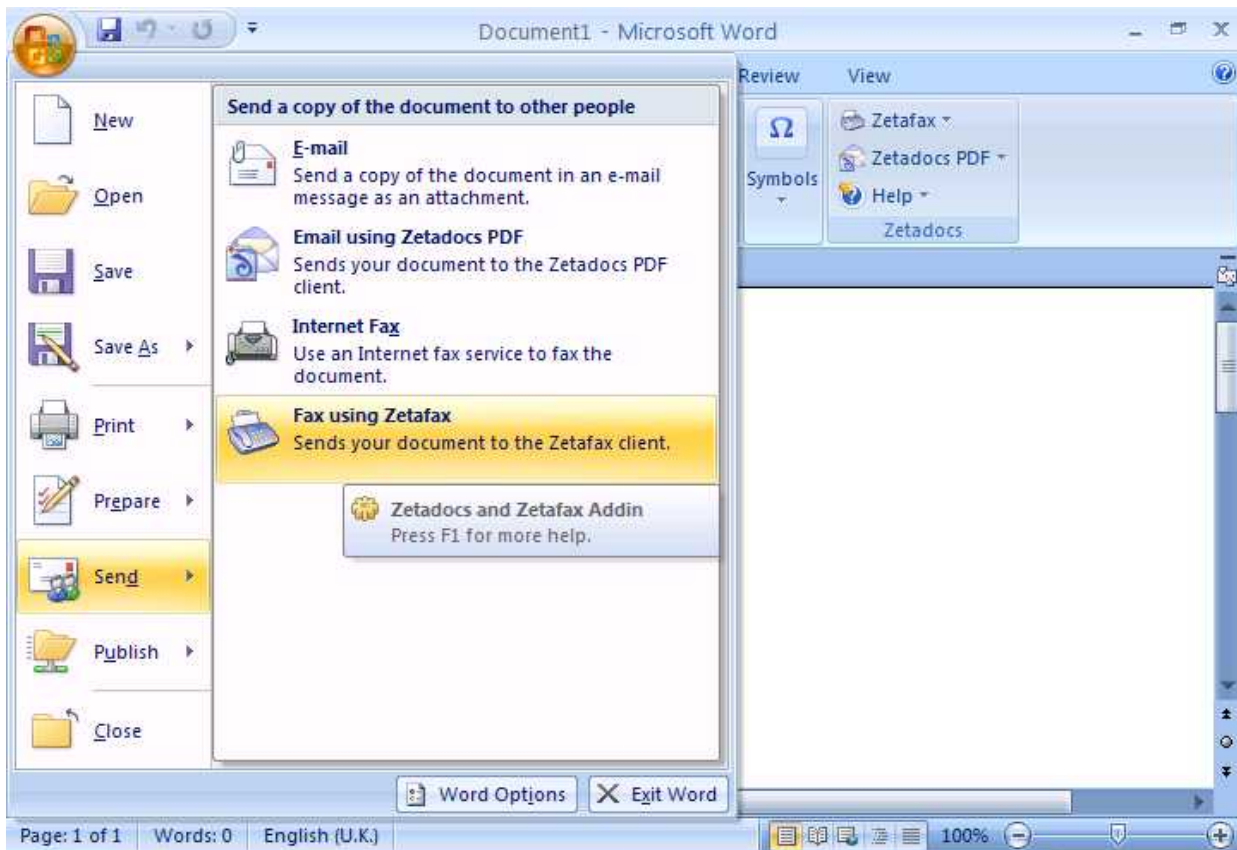 Document1 - Microsoft Word
Review View
New
Open
Save
Save As
Print
Prepare
Send
Publish
Close
Send a copy of the document to other people
E-mail
Send a copy of the document in an e-mail
message as an attachment.
Email using Zetadocs PDF
Sends your document to the Zetadocs PDF
client.
Internet Fax
Use an Internet fax service to fax the
document.
Fax using Zetafax
Sends your document to the Zetafax client.
Zetadocs and Zetafax Addin
Press F1 for more help.
Ω
Symbols
Zetafax
Zetadocs PDF
Help
Zetadocs
Word Options Exit Word
Page: 1 of 1 Words: 0 English (U.K.) 100%